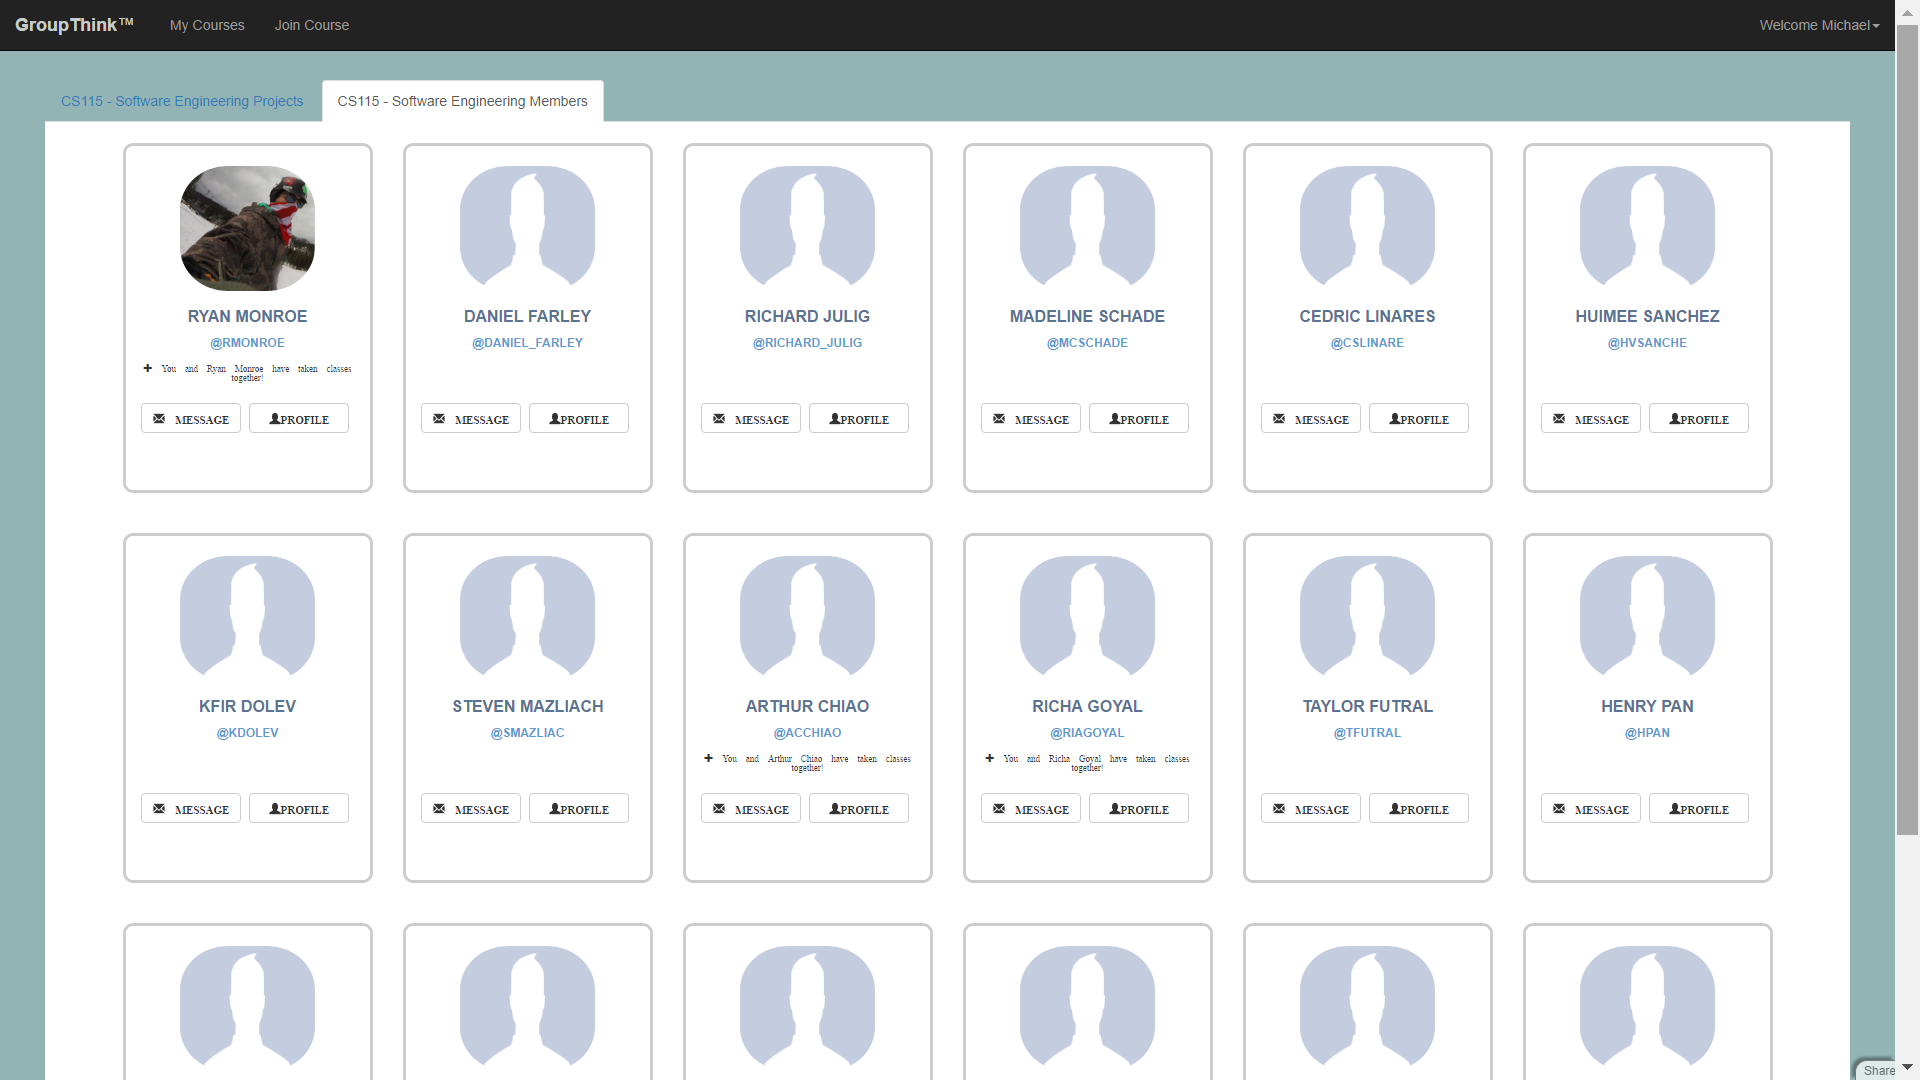 GroupThink™ My Courses Join Course Welcome Michael
CS115 - Software Engineering Projects CS115 - Software Engineering Members
RYAN MONROE
@RMONROE
You and Ryan Monroe have taken classes
together!
MESSAGE PROFILE
DANIEL FARLEY
@DANIEL_FARLEY
MESSAGE PROFILE
RICHARD JULIG
@RICHARD_JULIG
MESSAGE PROFILE
MADELINE SCHADE
@MCSCHADE
MESSAGE PROFILE
CEDRIC LINARES
@CSLINARE
MESSAGE PROFILE
HUIMEE SANCHEZ
@HVSANCHE
MESSAGE PROFILE
KFIR DOLEV
@KDOLEV
MESSAGE PROFILE
STEVEN MAZLIACH
@SMAZLIAC
MESSAGE PROFILE
ARTHUR CHIAO
@ACCHIAO
You and Arthur Chiao have taken classes
together!
MESSAGE PROFILE
RICHA GOYAL
@RIAGOYAL
You and Richa Goyal have taken classes
together!
MESSAGE PROFILE
TAYLOR FUTRAL
@TFUTRAL
MESSAGE PROFILE
HENRY PAN
@HPAN
MESSAGE PROFILE
Share